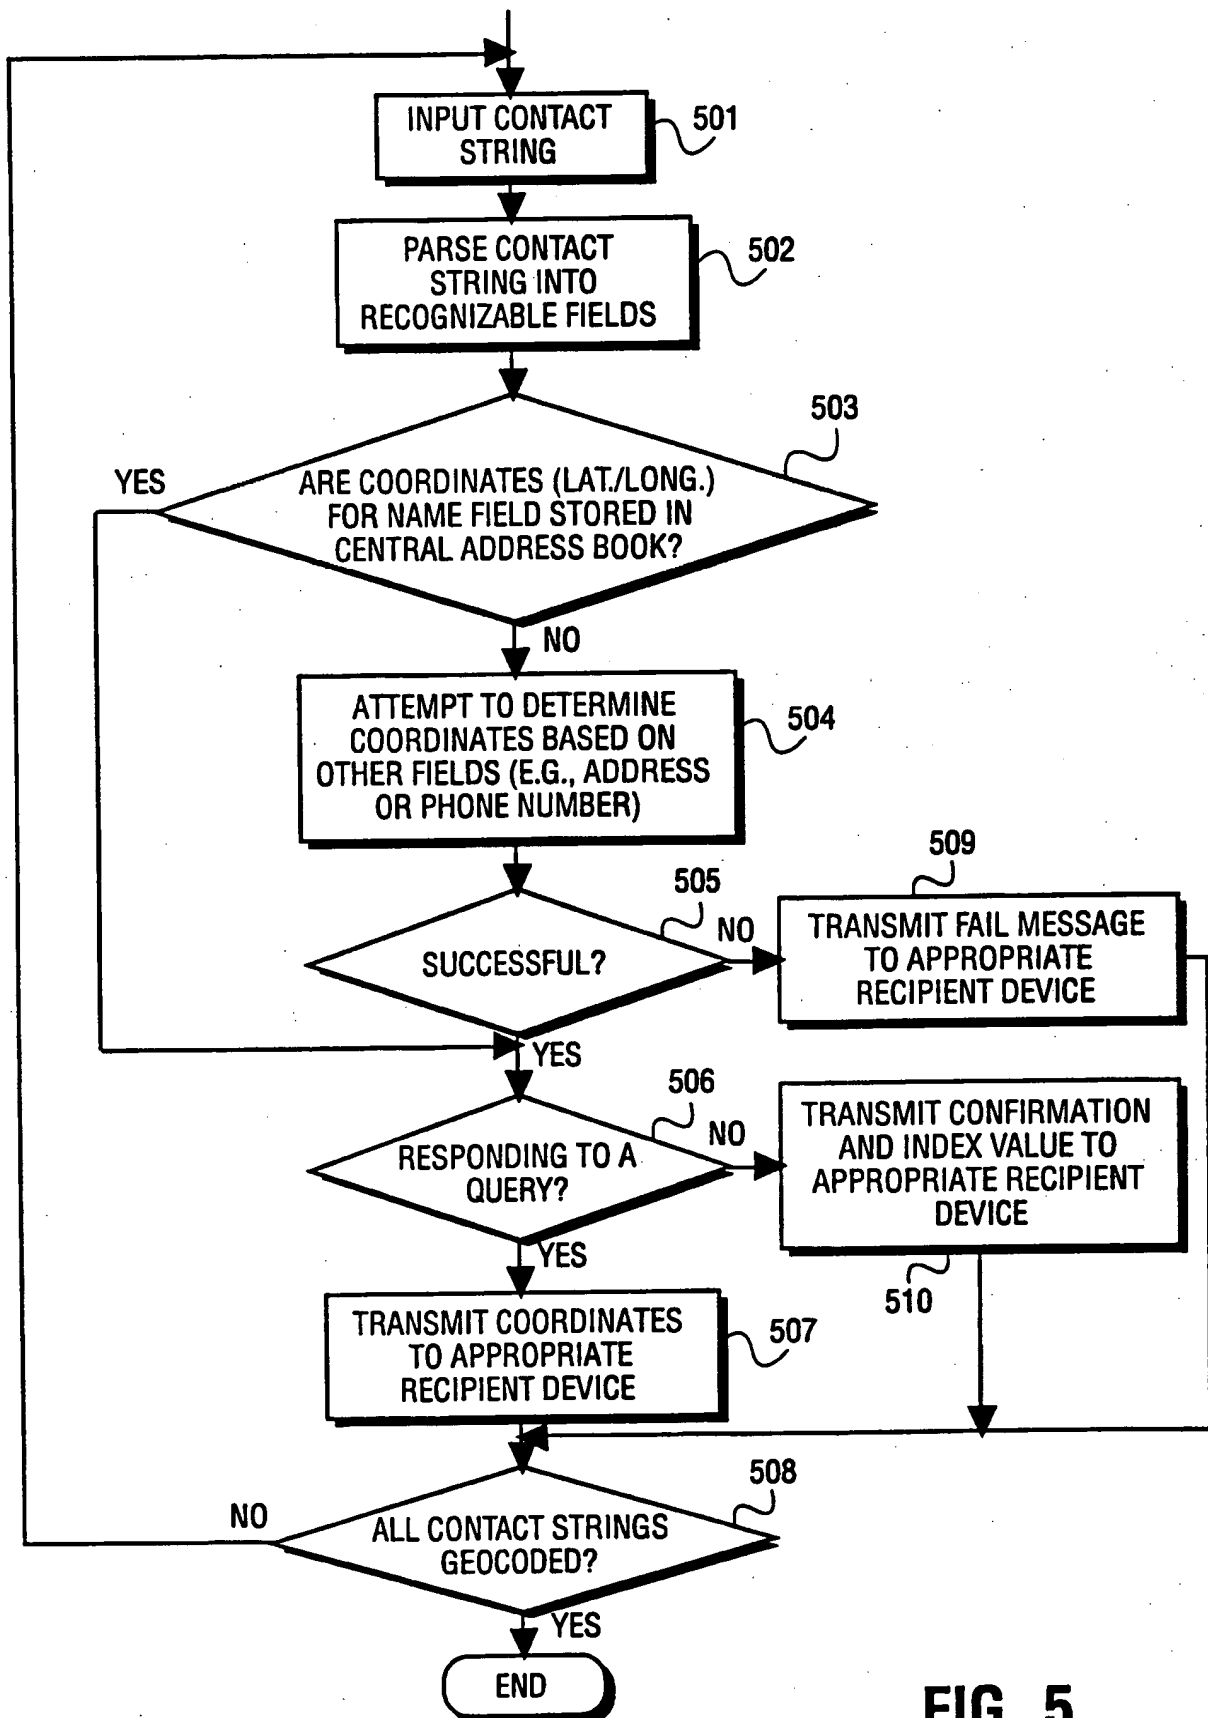 INPUT CONTACT
STRING
501
PARSE CONTACT
STRING INTO
RECOGNIZABLE FIELDS
502
503
YES
ARE COORDINATES (LAT./LONG.)
FOR NAME FIELD STORED IN
CENTRAL ADDRESS BOOK?
NO
ATTEMPT TO DETERMINE
COORDINATES BASED ON
OTHER FIELDS (E.G., ADDRESS
OR PHONE NUMBER)
504
505
SUCCESSFUL?
NO
509
TRANSMIT FAIL MESSAGE
TO APPROPRIATE
RECIPIENT DEVICE
YES
506
RESPONDING TO A
QUERY?
NO
TRANSMIT CONFIRMATION
AND INDEX VALUE TO
APPROPRIATE RECIPIENT
DEVICE
510
YES
TRANSMIT COORDINATES
TO APPROPRIATE
RECIPIENT DEVICE
507
508
NO
ALL CONTACT STRINGS
GEOCODED?
YES
END
FIG. 5